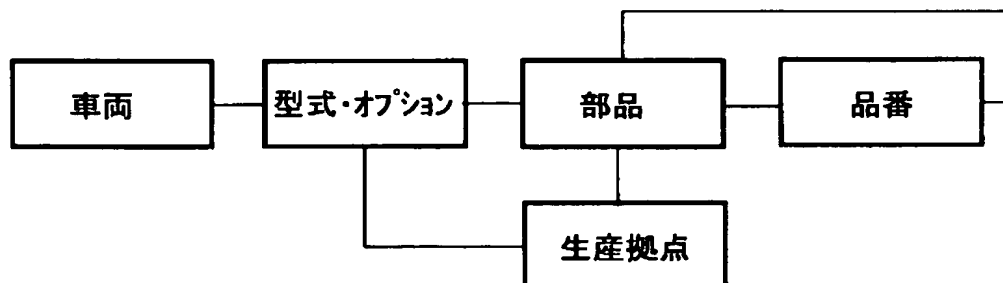 車両
型式・オプション
部品
品番
生産拠点